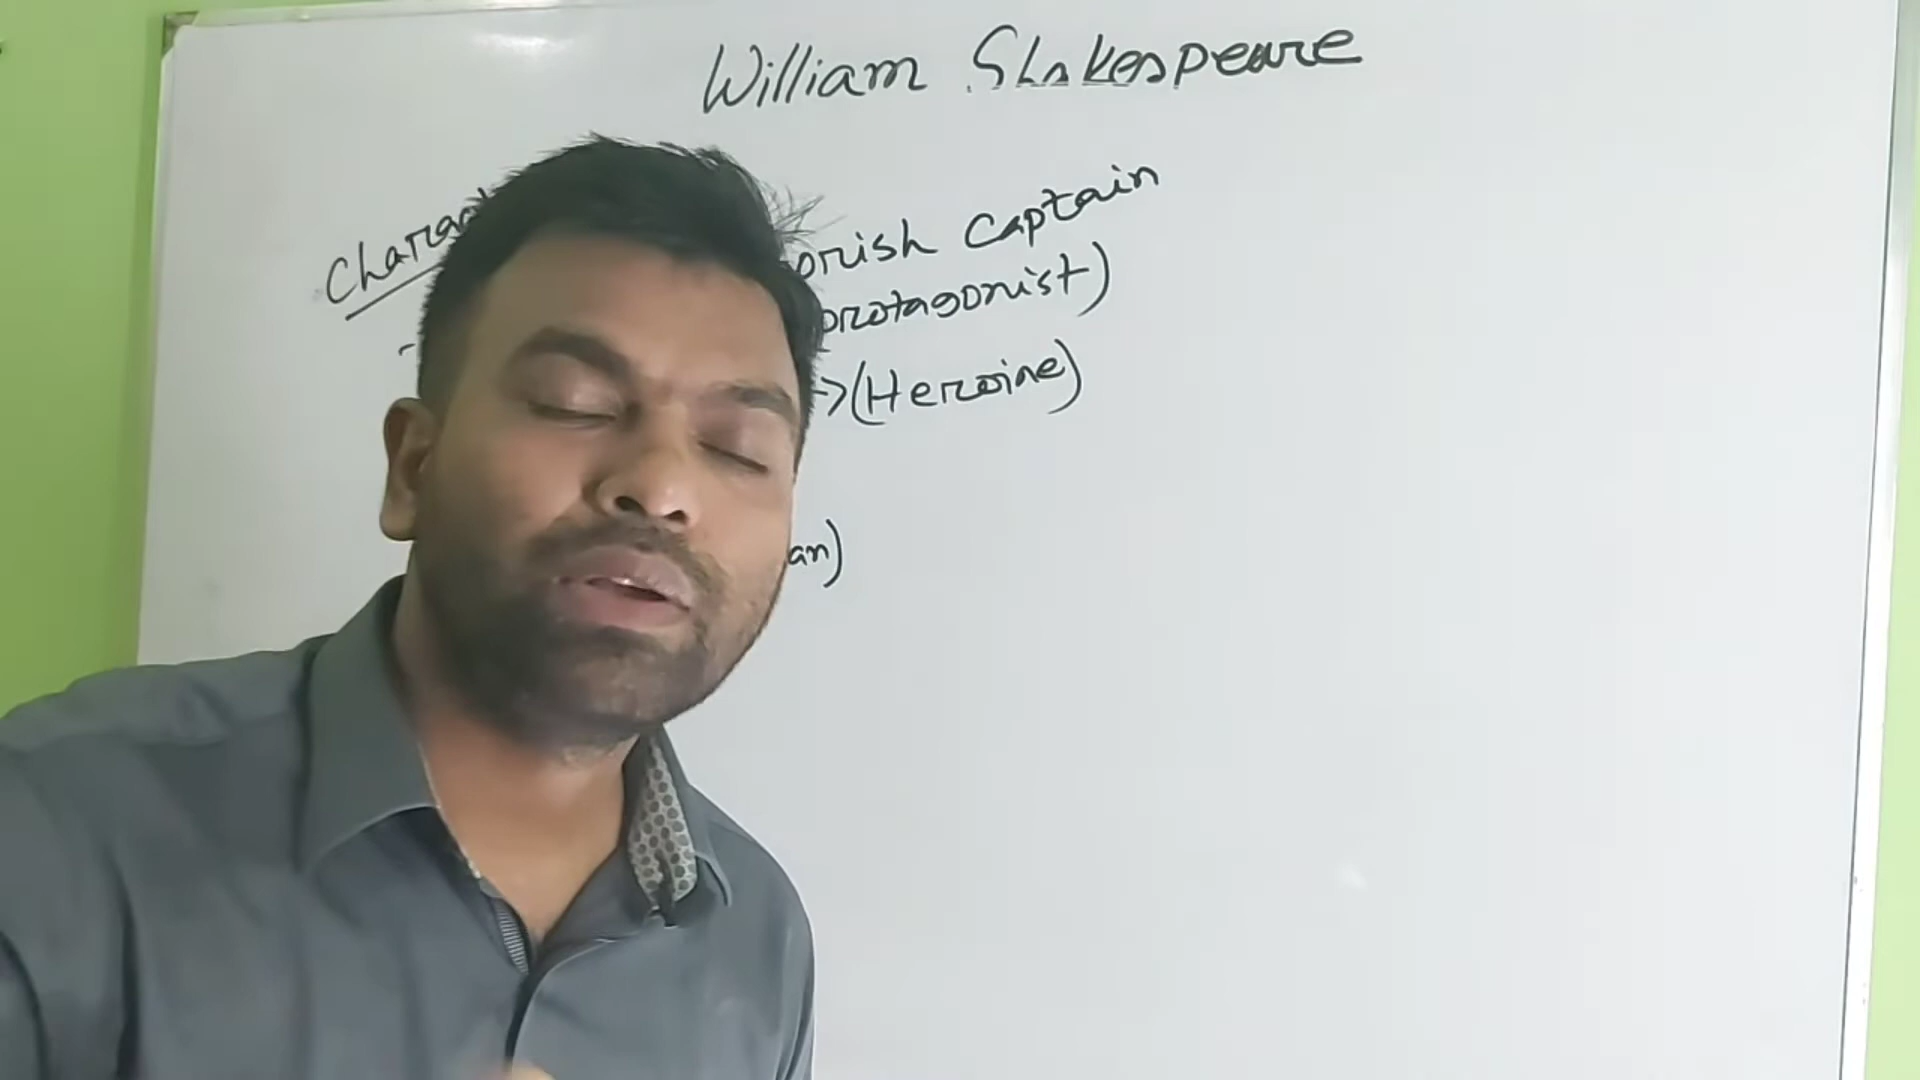 William Shakespeare
Charac
orish Captain
protagonist)
->(Heroine)
an)